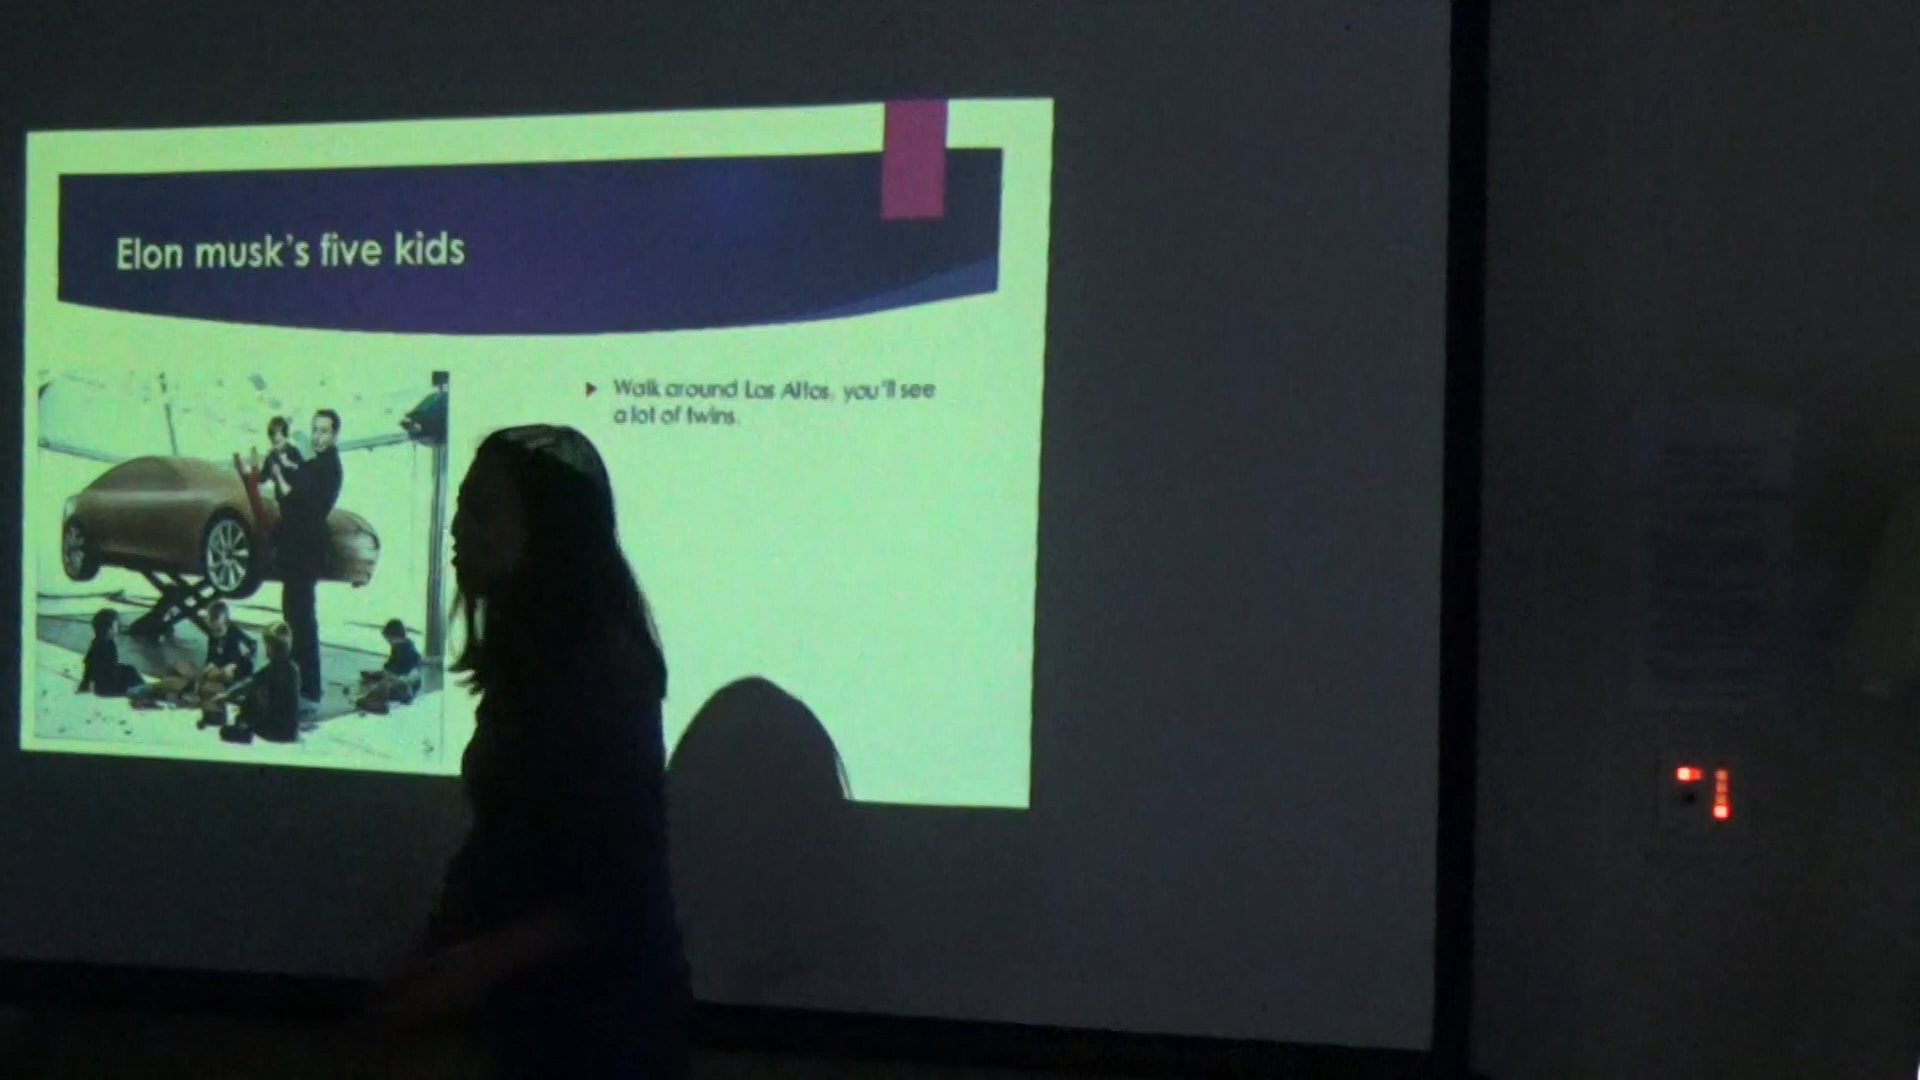 Elon musk's five kids
Walk around Los Altos, you'll see
a lot of twins.